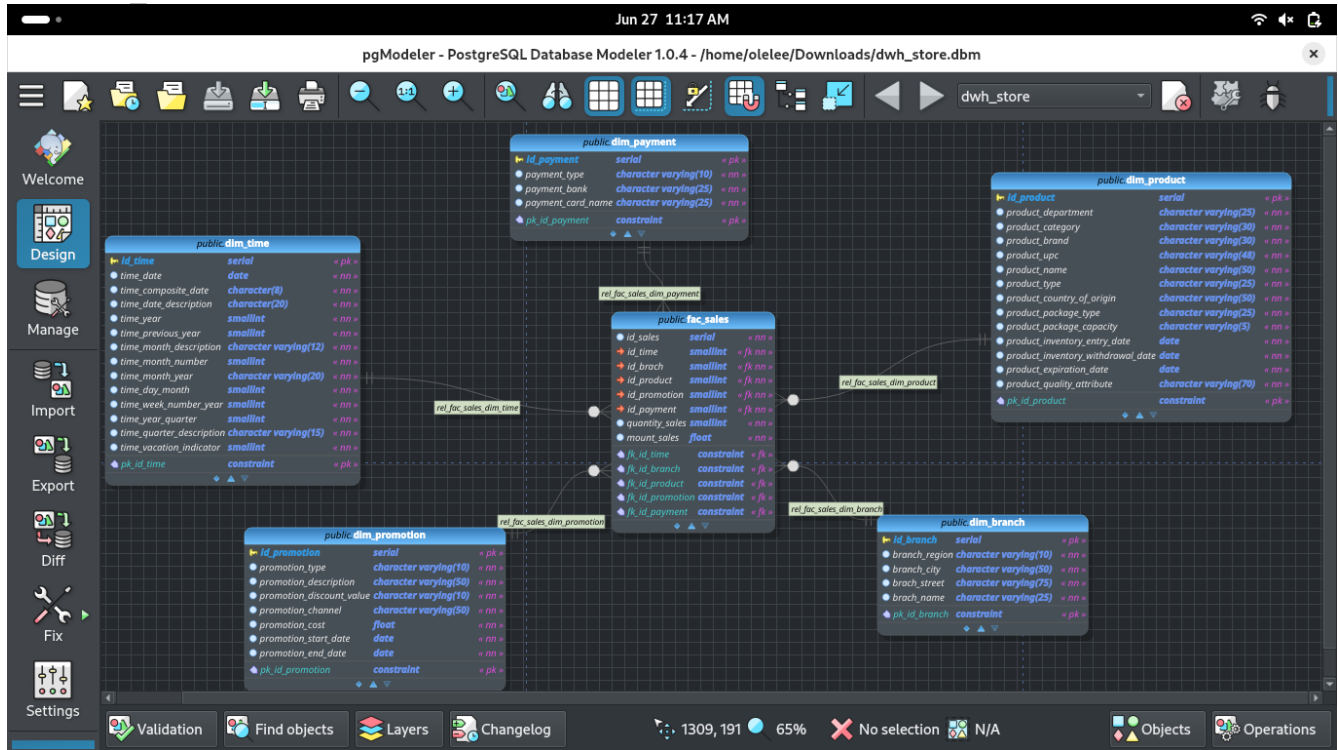 Jun 27 11:17 AM
pgModeler - PostgreSQL Database Modeler 1.0.4 - /home/olelee/Downloads/dwh_store.dbm
1:1
dwh_store
Welcome
Design
Manage
Import
Export
Diff
Fix
Settings
public.dim_payment
id_payment serial « pk »
payment_type character varying(10) « nn »
payment_bank character varying(25) « nn »
payment_card_name character varying(25) « nn »
pk_id_payment constraint « pk »
public.dim_product
id_product serial « pk »
product_department character varying(25) « nn »
product_category character varying(30) « nn »
product_brand character varying(30) « nn »
product_upc character varying(48) « nn »
product_name character varying(50) « nn »
product_type character varying(25) « nn »
product_country_of_origin character varying(50) « nn »
product_package_type character varying(25) « nn »
product_package_capacity character varying(5) « nn »
product_inventory_entry_date date « nn »
product_inventory_withdrawal_date date « nn »
product_expiration_date date « nn »
product_quality_attribute character varying(70) « nn »
pk_id_product constraint « pk »
public.dim_time
id_time serial « pk »
time_date date « nn »
time_composite_date character(8) « nn »
time_date_description character(20) « nn »
time_year smallint « nn »
time_previous_year smallint « nn »
time_month_description character varying(12) « nn »
time_month_number smallint « nn »
time_month_year character varying(20) « nn »
time_day_month smallint « nn »
time_week_number_year smallint « nn »
time_year_quarter smallint « nn »
time_quarter_description character varying(15) « nn »
time_vacation_indicator smallint « nn »
pk_id_time constraint « pk »
rel_fac_sales_dim_payment
public.fac_sales
id_sales serial « nn »
id_time smallint « fk nn »
id_brach smallint « fk nn »
id_product smallint « fk nn »
id_promotion smallint « fk nn »
id_payment smallint « fk nn »
quantity_sales smallint « nn »
mount_sales float « nn »
fk_id_time constraint « fk »
fk_id_branch constraint « fk »
fk_id_product constraint « fk »
fk_id_promotion constraint « fk »
fk_id_payment constraint « fk »
rel_fac_sales_dim_product
rel_fac_sales_dim_time
rel_fac_sales_dim_promotion
rel_fac_sales_dim_branch
public.dim_promotion
id_promotion serial « pk »
promotion_type character varying(10) « nn »
promotion_description character varying(50) « nn »
promotion_discount_value character varying(10) « nn »
promotion_channel character varying(50) « nn »
promotion_cost float « nn »
promotion_start_date date « nn »
promotion_end_date date « nn »
pk_id_promotion constraint « pk »
public.dim_branch
id_branch serial « pk »
branch_region character varying(10) « nn »
branch_city character varying(50) « nn »
brach_street character varying(75) « nn »
brach_name character varying(25) « nn »
pk_id_branch constraint « pk »
Validation
Find objects
Layers
Changelog
1309, 191
65%
No selection
N/A
Objects
Operations